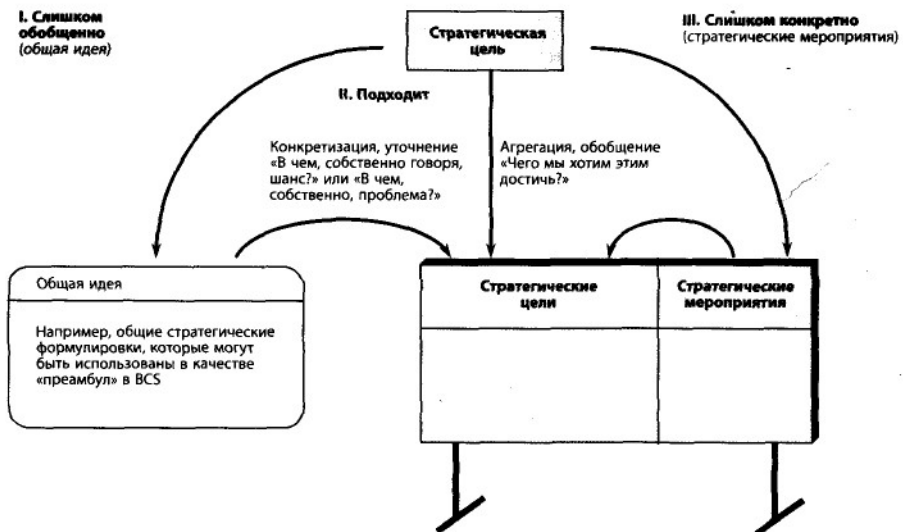 I. Слишком
обобщенно
(общая идея)
Стратегическая
цель
III. Слишком конкретно
(стратегические мероприятия)
II. Подходит
Конкретизация, уточнение
«В чем, собственно говоря,
шанс?» или «В чем,
собственно, проблема?»
Агрегация, обобщение
«Чего мы хотим этим
достичь?»
Общая идея
Например, общие стратегические
формулировки, которые могут
быть использованы в качестве
«преамбул» в BCS
Стратегические
цели
Стратегические
мероприятия